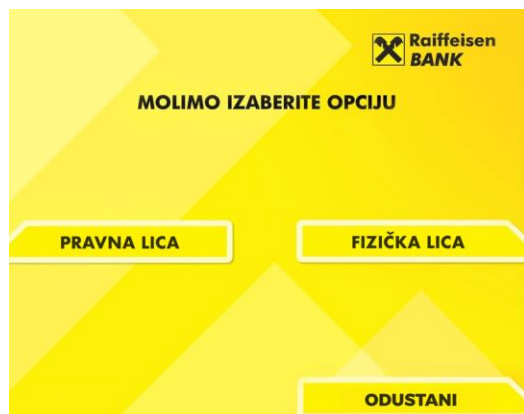 Raiffeisen
BANK
MOLIMO IZABERITE OPCIJU
PRAVNA LICA
FIZIČKA LICA
ODUSTANI